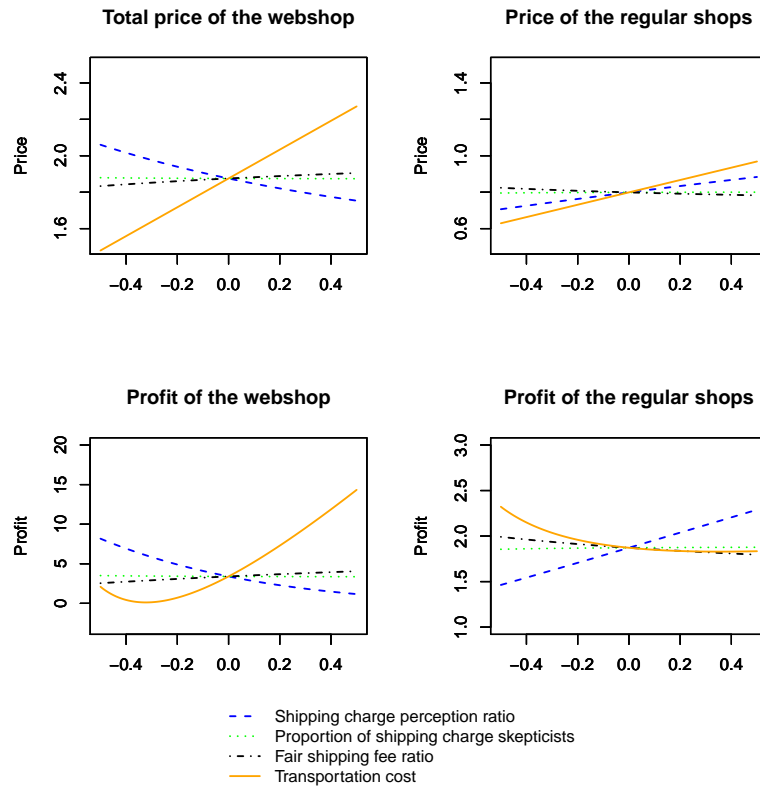 Total price of the webshop
Price of the regular shops
Price
2.4
2.0
1.6
−0.4 −0.2 0.0 0.2 0.4
Price
1.4
1.0
0.6
−0.4 −0.2 0.0 0.2 0.4
Profit of the webshop
Profit of the regular shops
Profit
20
15
10
5
0
−0.4 −0.2 0.0 0.2 0.4
Profit
3.0
2.5
2.0
1.5
1.0
−0.4 −0.2 0.0 0.2 0.4
Shipping charge perception ratio
Proportion of shipping charge skepticists
Fair shipping fee ratio
Transportation cost